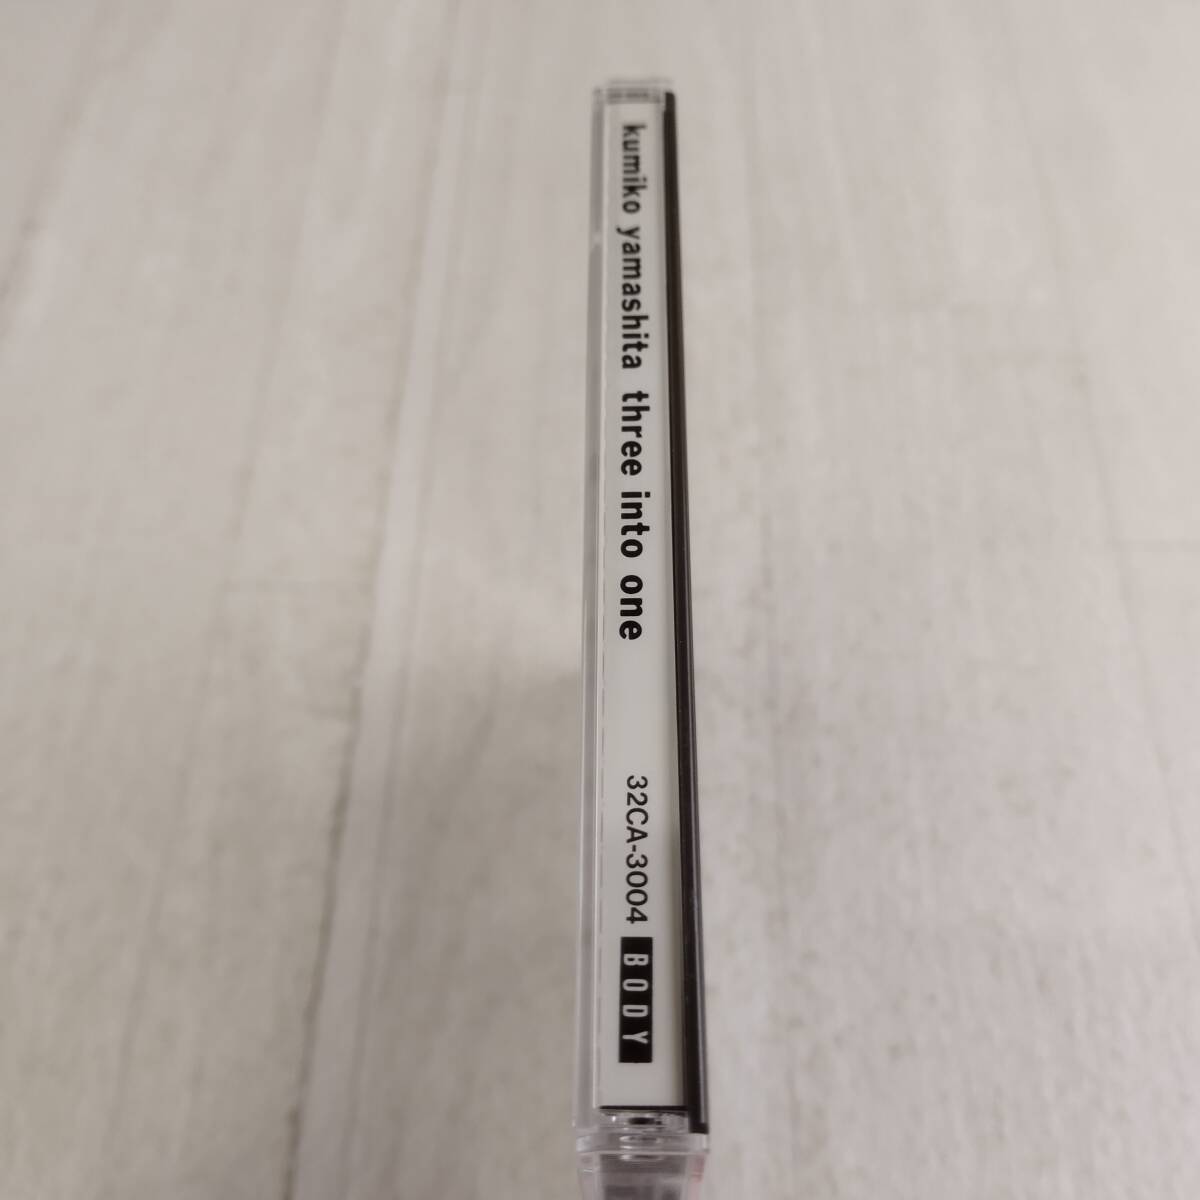 kumiko yamashita three into one 32CA-3004 BODY